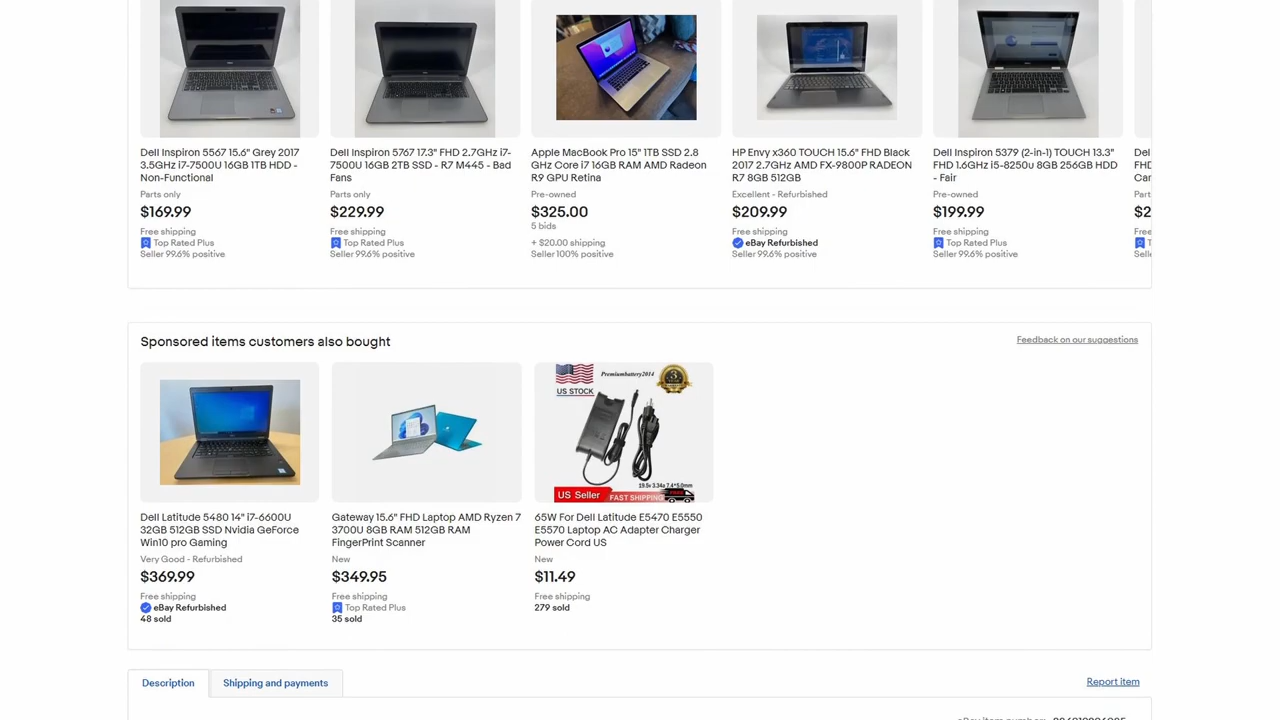 Dell Inspiron 5567 15.6" Grey 2017
3.5GHz i7-7500U 16GB 1TB HDD -
Non-Functional
Parts only
$169.99
Free shipping
Top Rated Plus
Seller 99.6% positive
Dell Inspiron 5767 17.3" FHD 2.7GHz i7-
7500U 16GB 2TB SSD - R7 M445 - Bad
Fans
Parts only
$229.99
Free shipping
Top Rated Plus
Seller 99.6% positive
Apple MacBook Pro 15" 1TB SSD 2.8
GHz Core i7 16GB RAM AMD Radeon
R9 GPU Retina
Pre-owned
$325.00
5 bids
+ $20.00 shipping
Seller 100% positive
HP Envy x360 TOUCH 15.6" FHD Black
2017 2.7GHz AMD FX-9800P RADEON
R7 8GB 512GB
Excellent - Refurbished
$209.99
Free shipping
eBay Refurbished
Seller 99.6% positive
Dell Inspiron 5379 (2-in-1) TOUCH 13.3"
FHD 1.6GHz i5-8250u 8GB 256GB HDD
- Fair
Pre-owned
$199.99
Free shipping
Top Rated Plus
Seller 99.6% positive
Sponsored items customers also bought
Feedback on our suggestions
Dell Latitude 5480 14" i7-6600U
32GB 512GB SSD Nvidia GeForce
Win10 pro Gaming
Very Good - Refurbished
$369.99
Free shipping
eBay Refurbished
48 sold
Gateway 15.6" FHD Laptop AMD Ryzen 7
3700U 8GB RAM 512GB RAM
FingerPrint Scanner
New
$349.95
Free shipping
Top Rated Plus
35 sold
US STOCK
Premiumbattery2014
19.5v 3.34a 7.4*5.0mm
US Seller
FAST SHIPPING
65W For Dell Latitude E5470 E5550
E5570 Laptop AC Adapter Charger
Power Cord US
New
$11.49
Free shipping
279 sold
Description
Shipping and payments
Report item